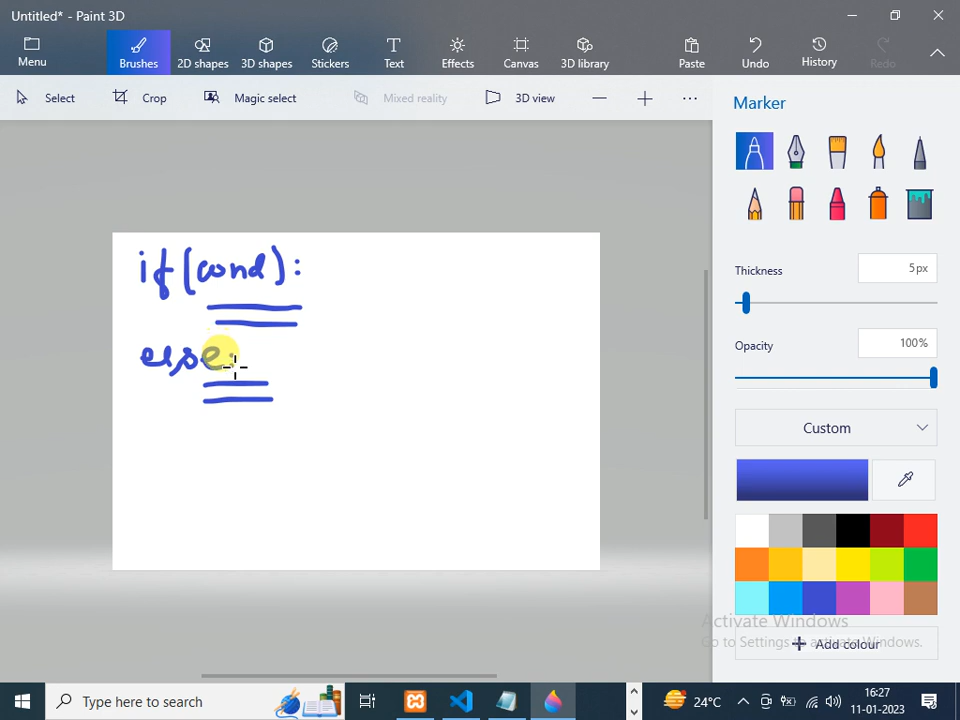 Untitled* - Paint 3D
Menu
Brushes
2D shapes
3D shapes
Stickers
Text
Effects
Canvas
3D library
Paste
Undo
History
Redo
Select
Crop
Magic select
Mixed reality
3D view
Marker
if(cond):
else:
Thickness
5px
Opacity
100%
Custom
Activate Windows
Go to Settings to activate Windows.
Add colour
Type here to search
24°C
16:27
11-01-2023